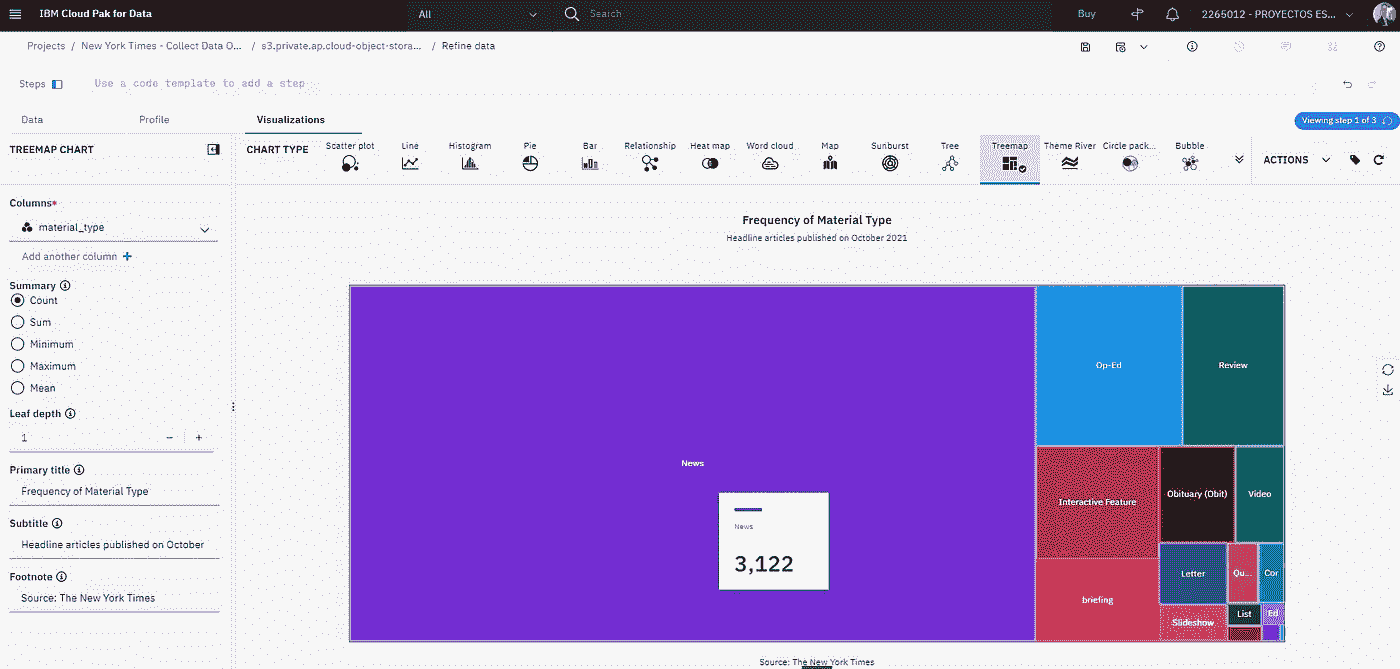 IBM Cloud Pak for Data
All
Search
Buy
2265012 - PROYECTOS ES...
Projects / New York Times - Collect Data O... / s3.private.ap.cloud-object-stora... / Refine data
Steps
Use a code template to add a step
Data
Profile
Visualizations
Viewing step 1 of 3
TREEMAP CHART
CHART TYPE
Scatter plot
Line
Histogram
Pie
Bar
Relationship
Heat map
Word cloud
Map
Sunburst
Tree
Treemap
Theme River
Circle pack...
Bubble
ACTIONS
Columns*
material_type
Add another column +
Summary
Count
Sum
Minimum
Maximum
Mean
Leaf depth
1
− +
Primary title
Frequency of Material Type
Subtitle
Headline articles published on October
Footnote
Source: The New York Times
Frequency of Material Type
Headline articles published on October 2021
News
News
3,122
Op-Ed
Review
Interactive Feature
Obituary (Obit)
Video
briefing
Letter
Qu...
Cor
Slideshow
List
Ed
Source: The New York Times